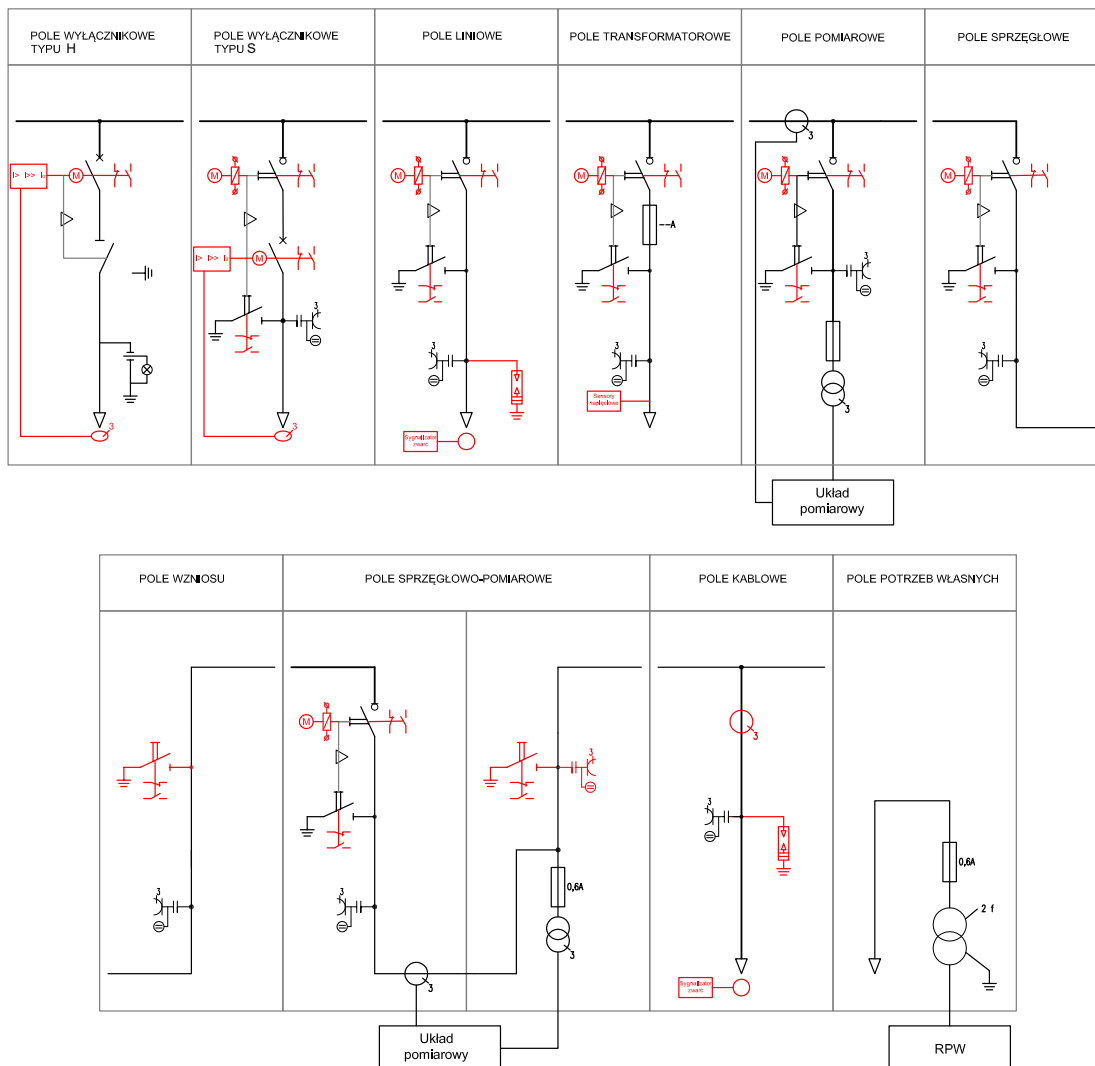 POLE WYŁĄCZNIKOWE
TYPU H
POLE WYŁĄCZNIKOWE
TYPU S
POLE LINIOWE
POLE TRANSFORMATOROWE
POLE POMIAROWE
POLE SPRZĘGŁOWE
3
I> I>> I₀
M
3
M
I> I>> I₀
M
3
3
M
3
Sygnalizator
zwarć
M
--A
3
Sensory
napięciowe
M
3
3
Układ
pomiarowy
M
3
POLE WZNIOSU
POLE SPRZĘGŁOWO-POMIAROWE
POLE KABLOWE
POLE POTRZEB WŁASNYCH
3
M
3
3
Układ
pomiarowy
3
0,6A
3
3
3
Sygnalizator
zwarć
0,6A
2 f
RPW